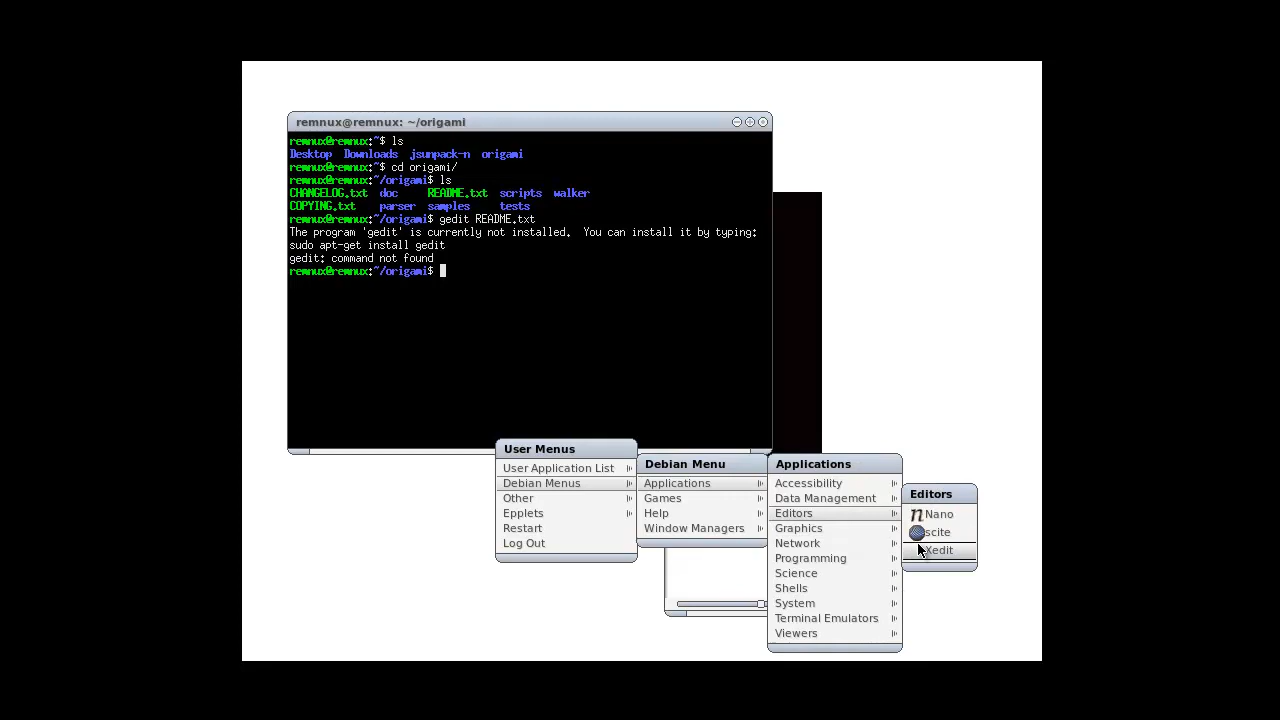 remnux@remnux: ~/origami
remnux@remnux:~$ ls
Desktop  Downloads  jsunpack-n  origami
remnux@remnux:~$ cd origami/
remnux@remnux:~/origami$ ls
CHANGELOG.txt  doc     README.txt  scripts  walker
COPYING.txt    parser  samples     tests
remnux@remnux:~/origami$ gedit README.txt
The program 'gedit' is currently not installed.  You can install it by typing:
sudo apt-get install gedit
gedit: command not found
remnux@remnux:~/origami$
User Menus
User Application List
Debian Menus
Other
Epplets
Restart
Log Out
Debian Menu
Applications
Games
Help
Window Managers
Applications
Accessibility
Data Management
Editors
Graphics
Network
Programming
Science
Shells
System
Terminal Emulators
Viewers
Editors
Nano
scite
Xedit